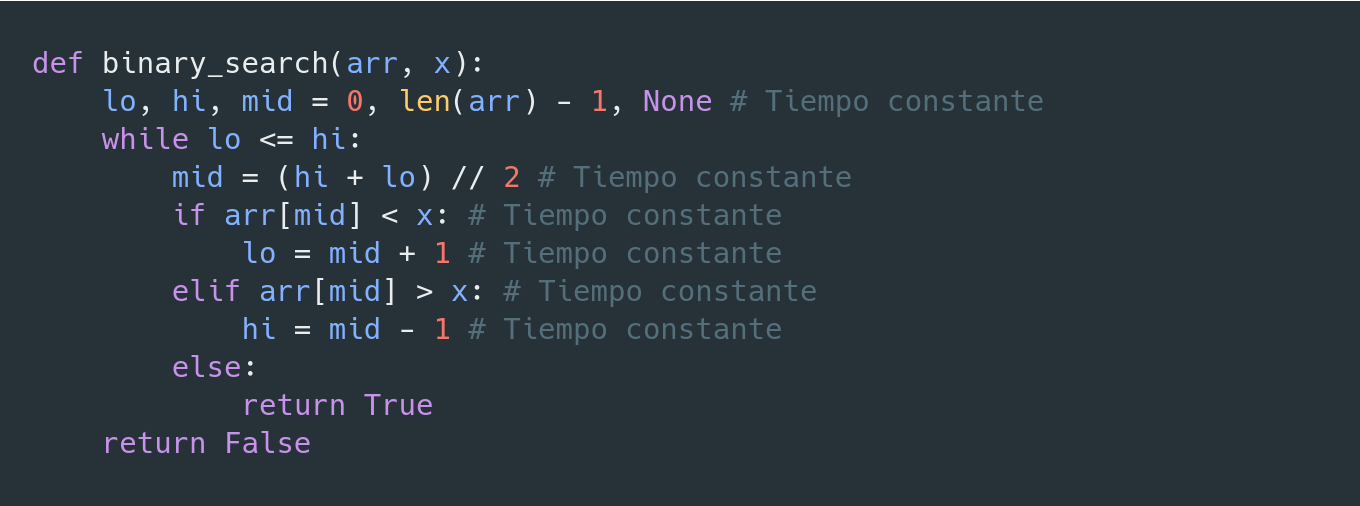 def binary_search(arr, x):
    lo, hi, mid = 0, len(arr) - 1, None # Tiempo constante
    while lo <= hi:
        mid = (hi + lo) // 2 # Tiempo constante
        if arr[mid] < x: # Tiempo constante
            lo = mid + 1 # Tiempo constante
        elif arr[mid] > x: # Tiempo constante
            hi = mid - 1 # Tiempo constante
        else:
            return True
    return False